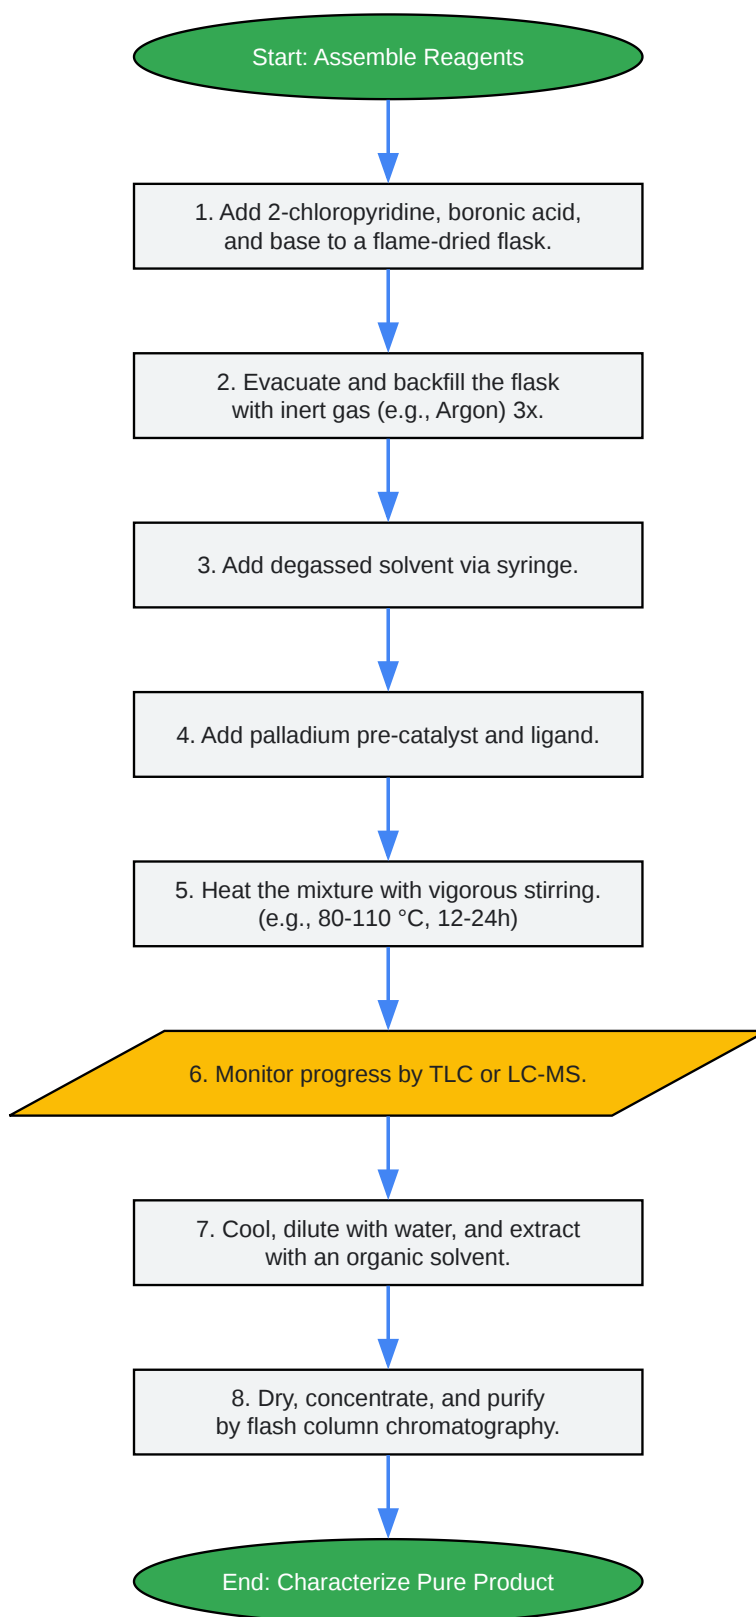 Start: Assemble Reagents
1. Add 2-chloropyridine, boronic acid,
and base to a flame-dried flask.
2. Evacuate and backfill the flask
with inert gas (e.g., Argon) 3x.
3. Add degassed solvent via syringe.
4. Add palladium pre-catalyst and ligand.
5. Heat the mixture with vigorous stirring.
(e.g., 80-110 °C, 12-24h)
6. Monitor progress by TLC or LC-MS.
7. Cool, dilute with water, and extract
with an organic solvent.
8. Dry, concentrate, and purify
by flash column chromatography.
End: Characterize Pure Product